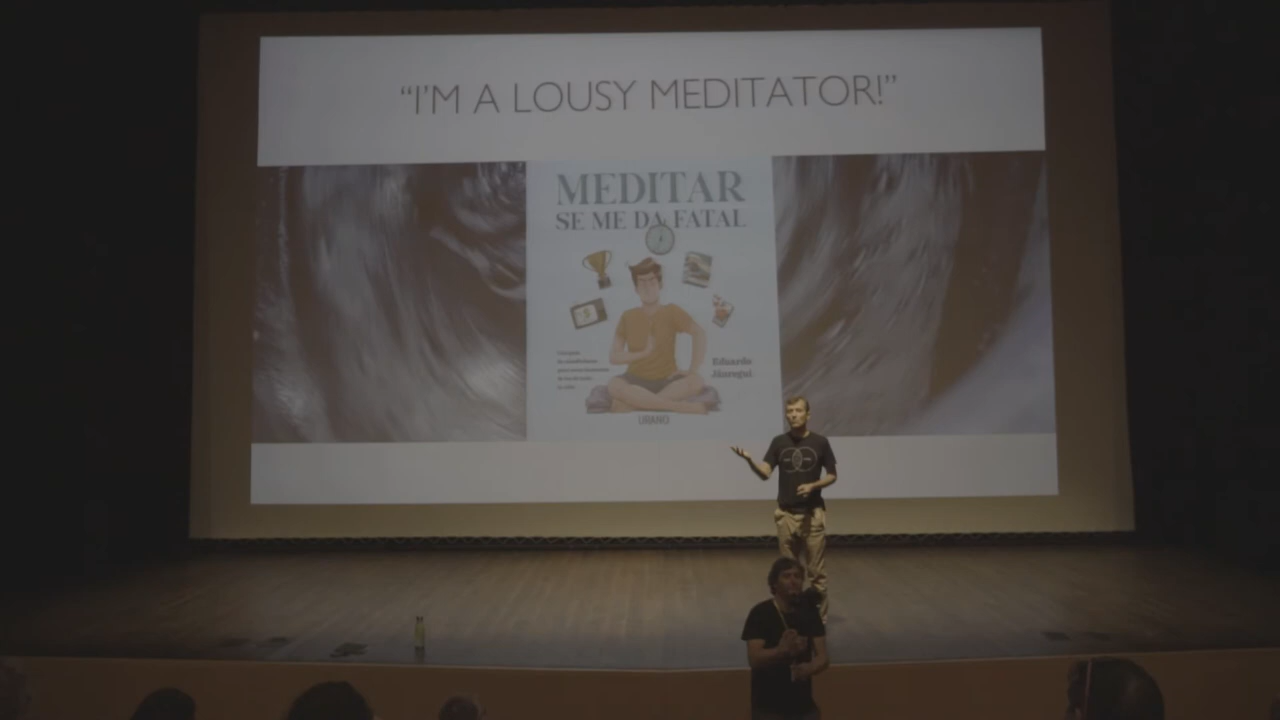 “I’M A LOUSY MEDITATOR!”
MEDITAR
SE ME DA FATAL
Eduardo
Jáuregui
URANO